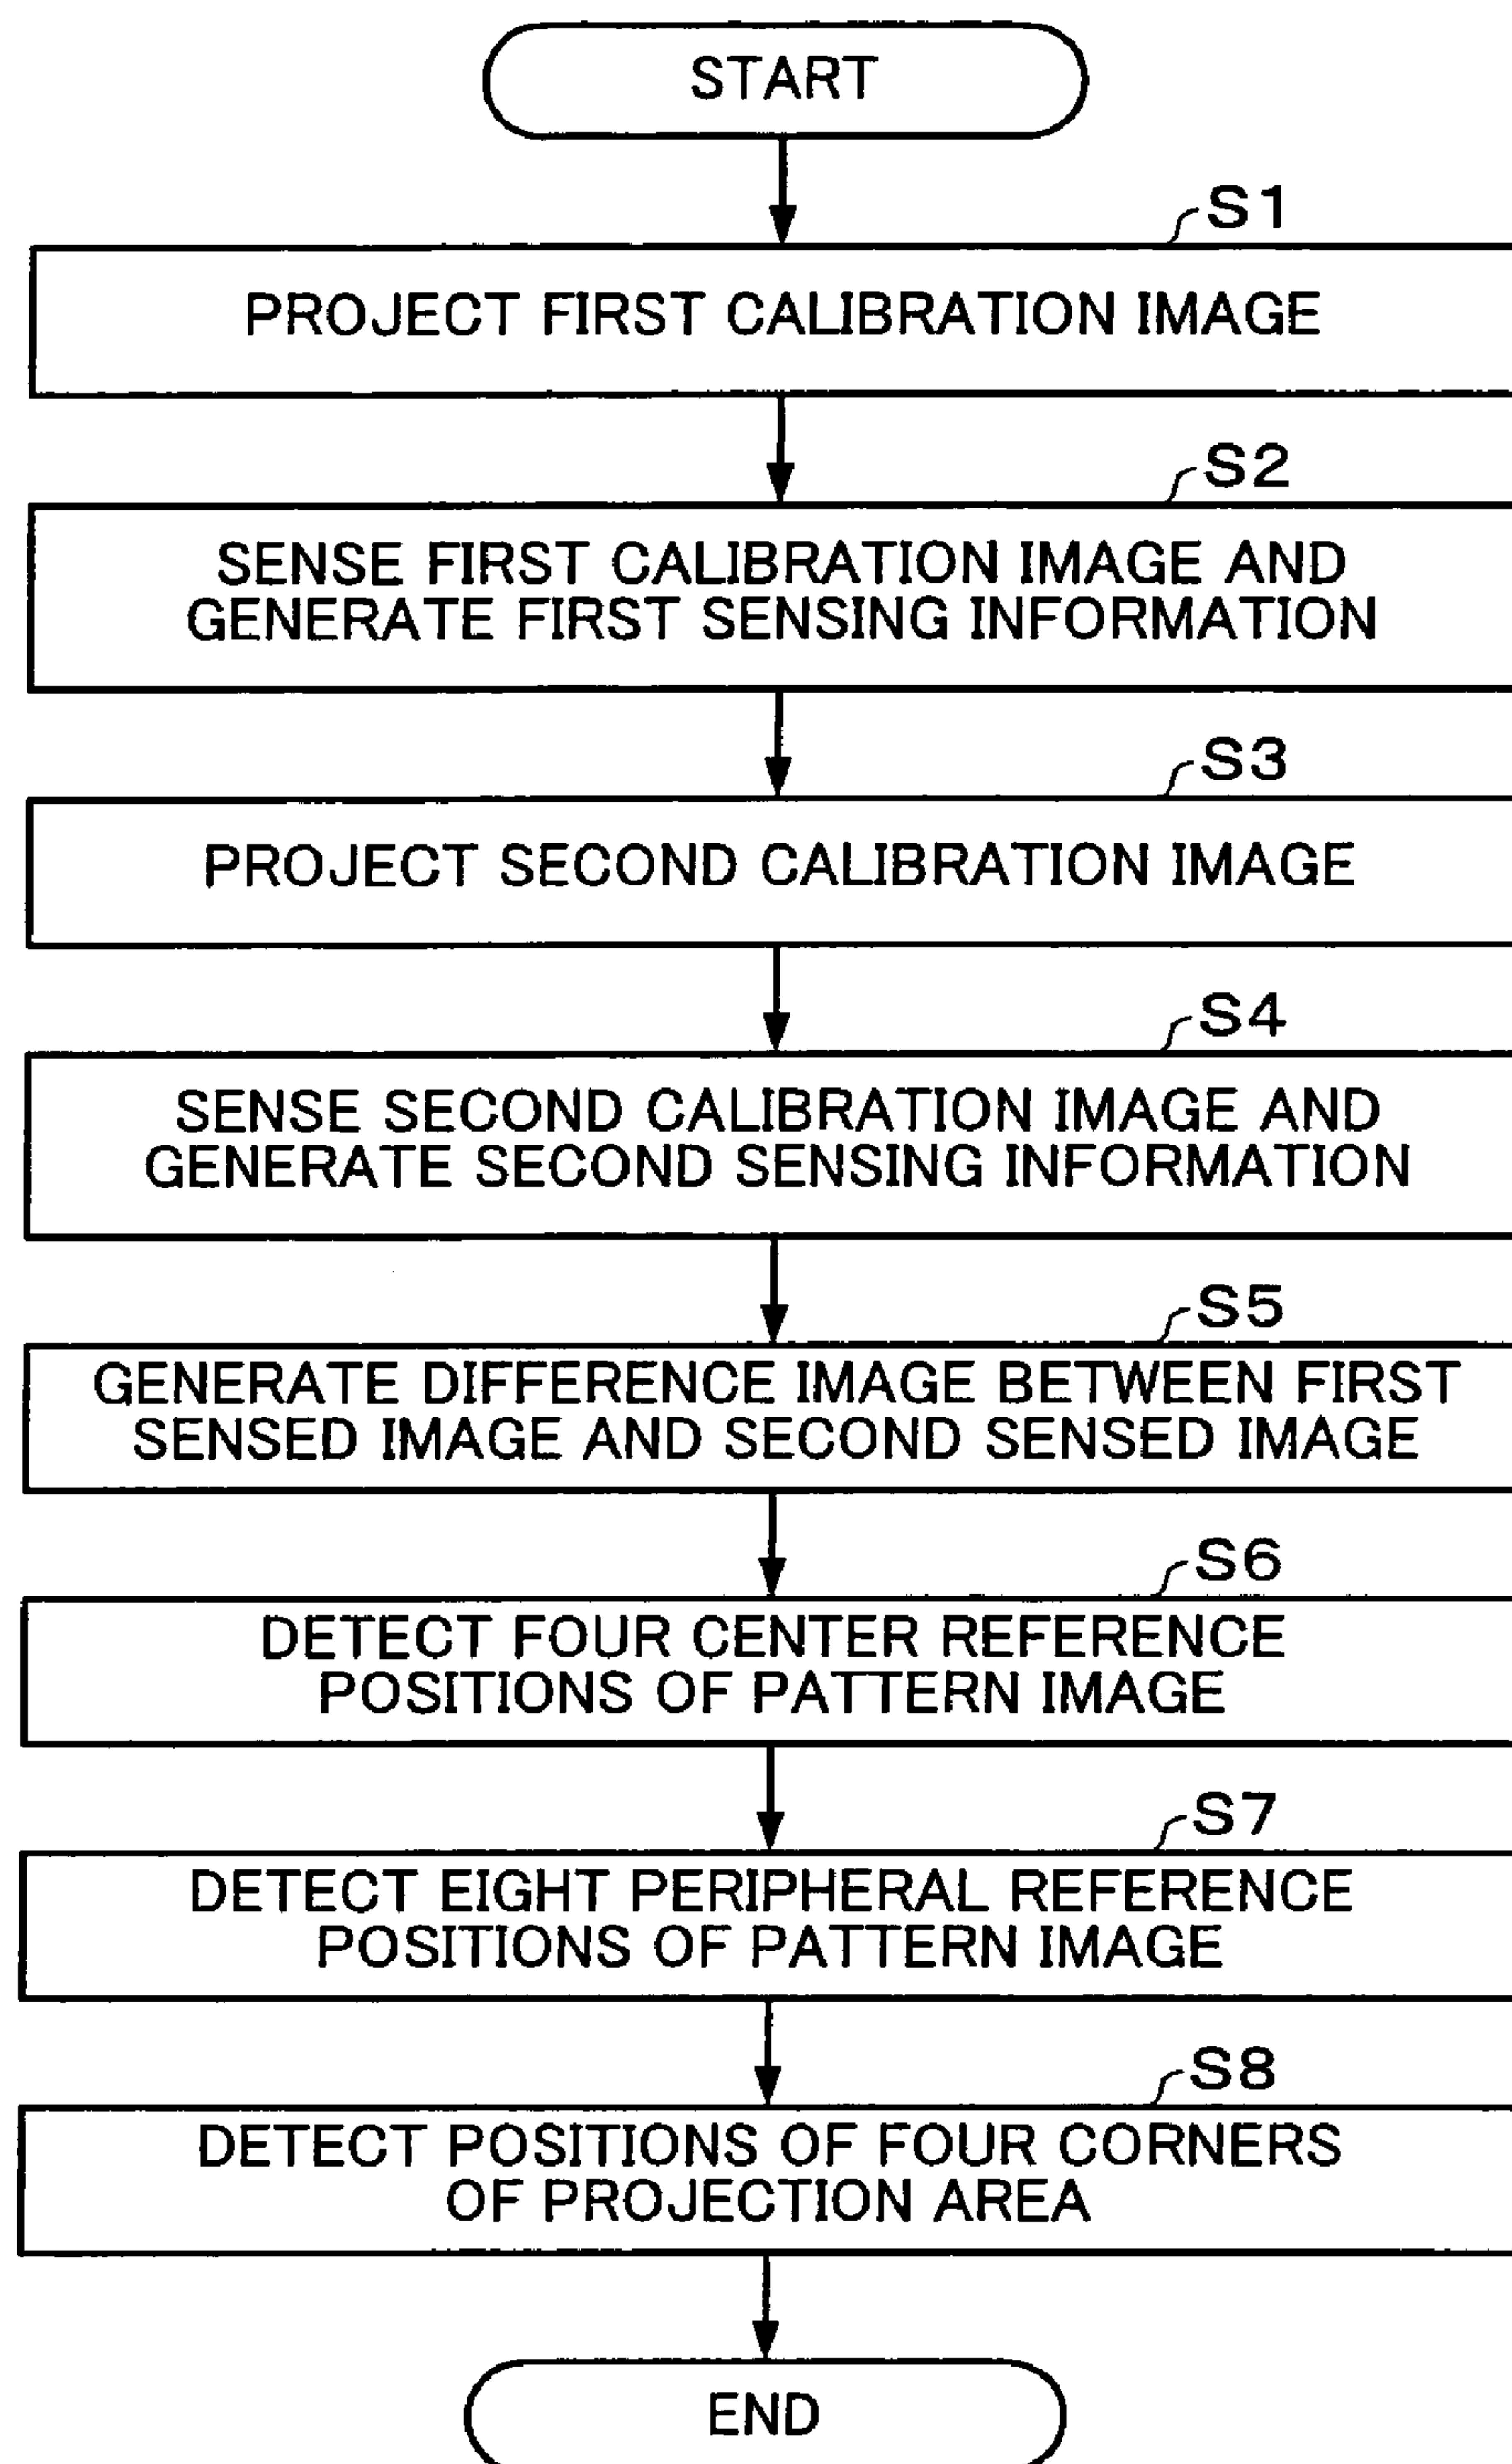 START
S1
PROJECT FIRST CALIBRATION IMAGE
S2
SENSE FIRST CALIBRATION IMAGE AND
GENERATE FIRST SENSING INFORMATION
S3
PROJECT SECOND CALIBRATION IMAGE
S4
SENSE SECOND CALIBRATION IMAGE AND
GENERATE SECOND SENSING INFORMATION
S5
GENERATE DIFFERENCE IMAGE BETWEEN FIRST
SENSED IMAGE AND SECOND SENSED IMAGE
S6
DETECT FOUR CENTER REFERENCE
POSITIONS OF PATTERN IMAGE
S7
DETECT EIGHT PERIPHERAL REFERENCE
POSITIONS OF PATTERN IMAGE
S8
DETECT POSITIONS OF FOUR CORNERS
OF PROJECTION AREA
END